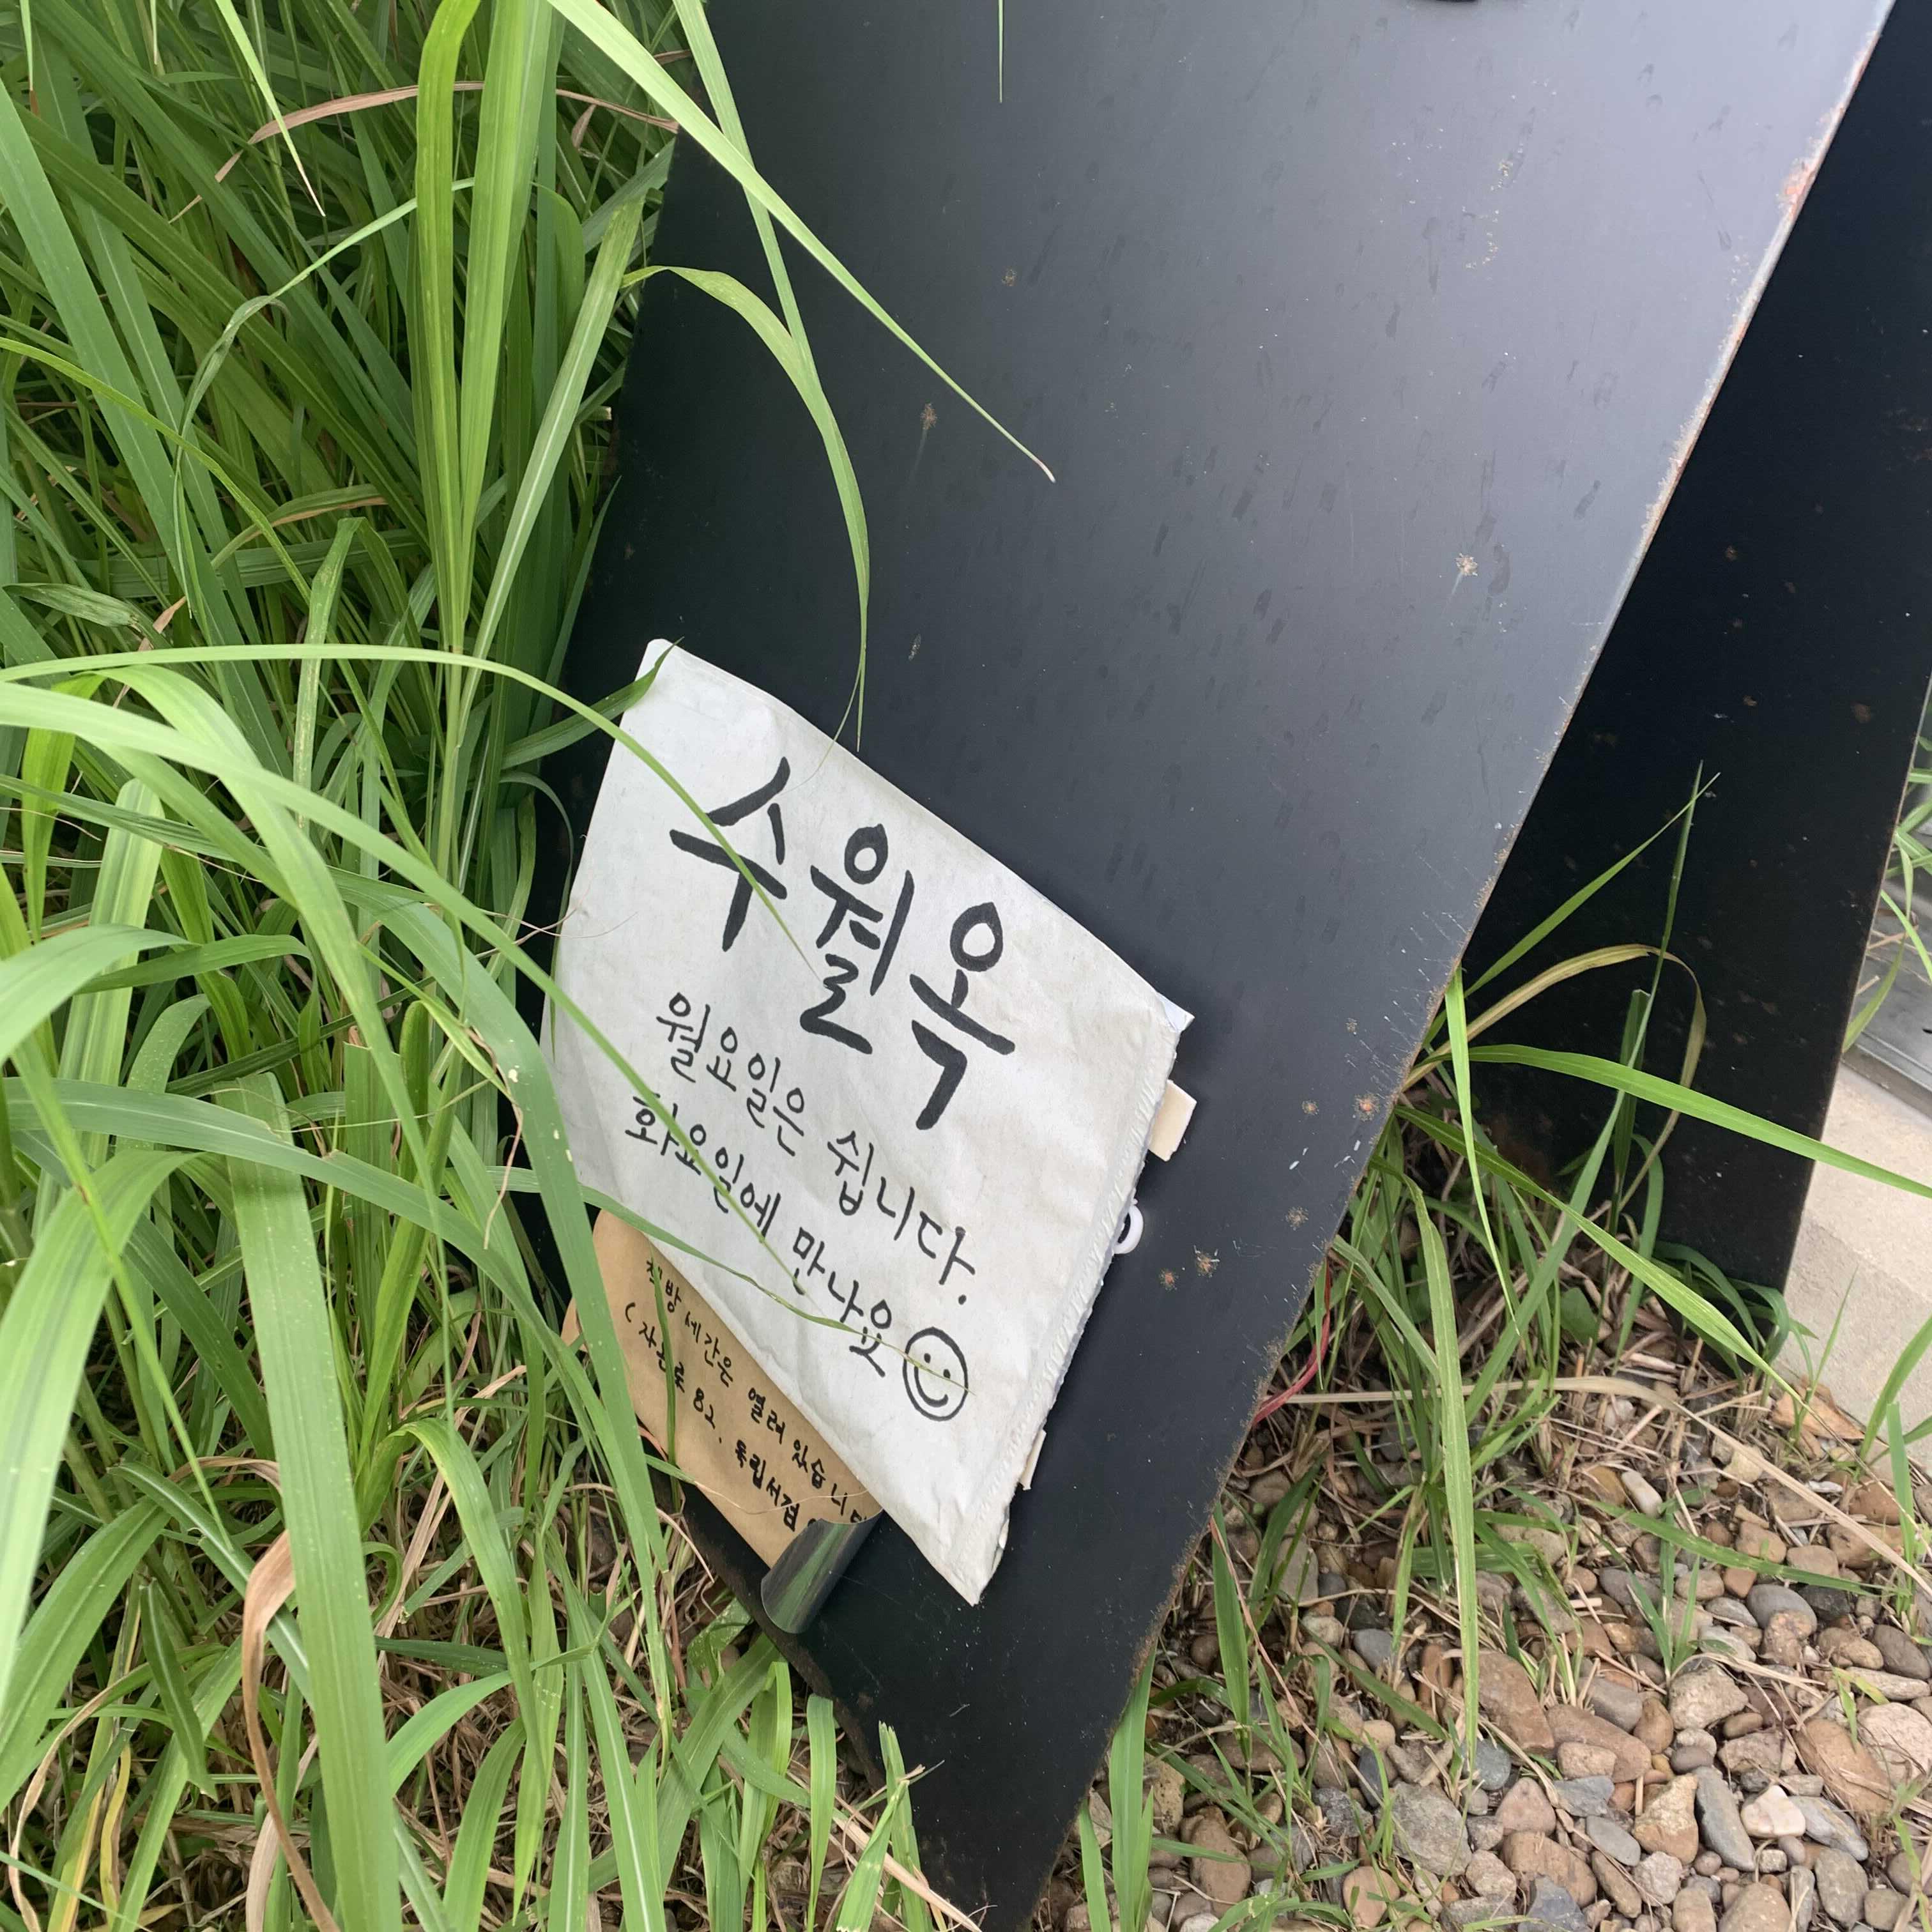 수월옥
월요일은 쉽니다.
화요일에 만나요
책방 세간은 열려 있습니다
(자온로 82. 독립서점